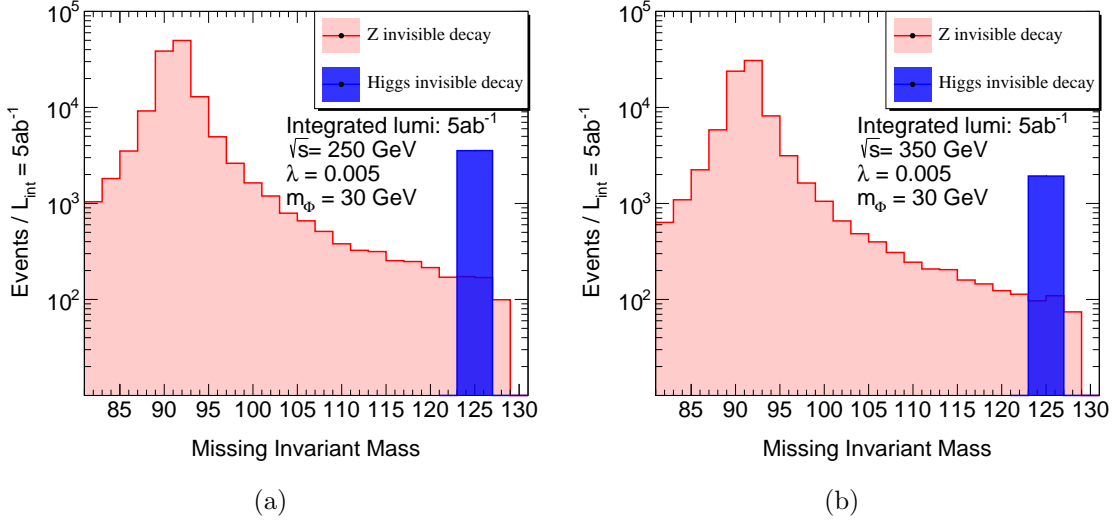 10^5
Z invisible decay
Higgs invisible decay
10^4
Integrated lumi: 5ab^-1
√s= 250 GeV
λ = 0.005
m_Φ = 30 GeV
10^3
10^2
Events / L_int = 5ab^-1
85 90 95 100 105 110 115 120 125 130
Missing Invariant Mass
(a)
10^5
Z invisible decay
Higgs invisible decay
10^4
Integrated lumi: 5ab^-1
√s= 350 GeV
λ = 0.005
m_Φ = 30 GeV
10^3
10^2
Events / L_int = 5ab^-1
85 90 95 100 105 110 115 120 125 130
Missing Invariant Mass
(b)